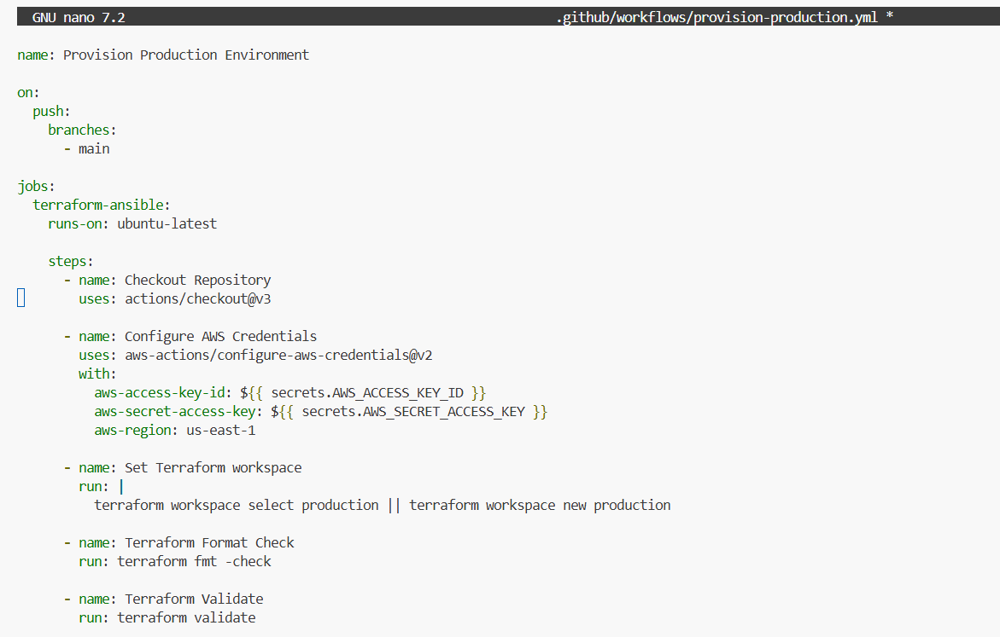 GNU nano 7.2 .github/workflows/provision-production.yml *
name: Provision Production Environment
on:
  push:
    branches:
      - main
jobs:
  terraform-ansible:
    runs-on: ubuntu-latest
    steps:
      - name: Checkout Repository
        uses: actions/checkout@v3
      - name: Configure AWS Credentials
        uses: aws-actions/configure-aws-credentials@v2
        with:
          aws-access-key-id: ${{ secrets.AWS_ACCESS_KEY_ID }}
          aws-secret-access-key: ${{ secrets.AWS_SECRET_ACCESS_KEY }}
          aws-region: us-east-1
      - name: Set Terraform workspace
        run: |
          terraform workspace select production || terraform workspace new production
      - name: Terraform Format Check
        run: terraform fmt -check
      - name: Terraform Validate
        run: terraform validate